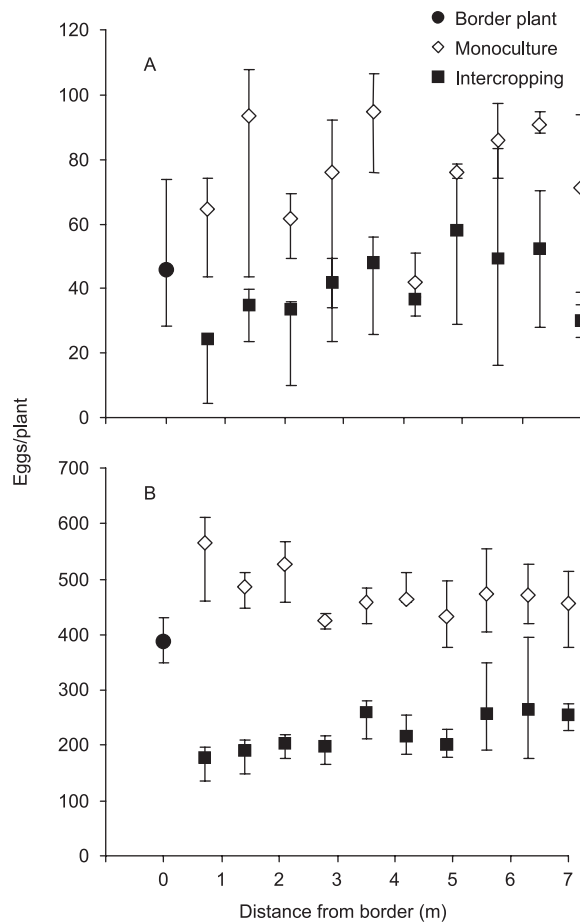 Border plant
Monoculture
Intercropping
A
120
100
80
60
40
20
0
Eggs/plant
B
700
600
500
400
300
200
100
0
0 1 2 3 4 5 6 7
Distance from border (m)